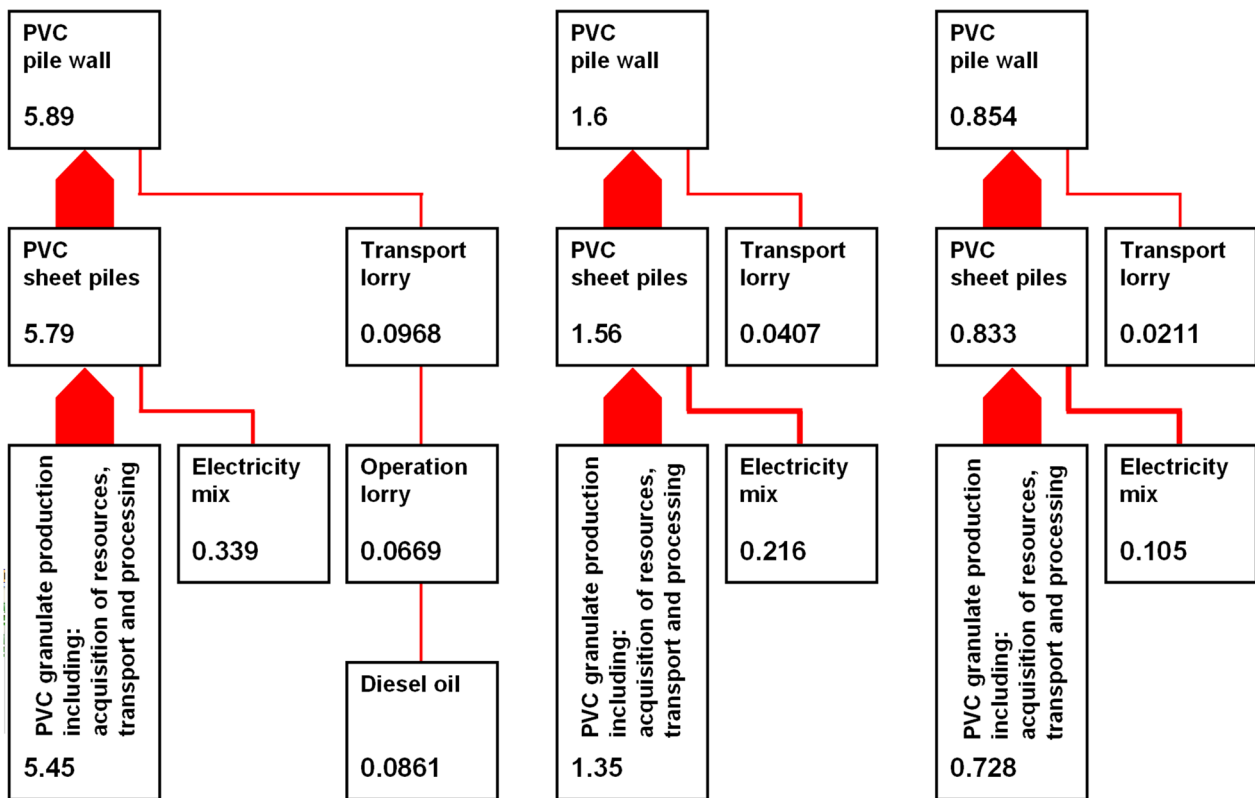 PVC
pile wall
5.89
PVC
sheet piles
5.79
Transport
lorry
0.0968
PVC granulate production
including:
acquisition of resources,
transport and processing
5.45
Electricity
mix
0.339
Operation
lorry
0.0669
Diesel oil
0.0861
PVC
pile wall
1.6
PVC
sheet piles
1.56
Transport
lorry
0.0407
PVC granulate production
including:
acquisition of resources,
transport and processing
1.35
Electricity
mix
0.216
PVC
pile wall
0.854
PVC
sheet piles
0.833
Transport
lorry
0.0211
PVC granulate production
including:
acquisition of resources,
transport and processing
0.728
Electricity
mix
0.105